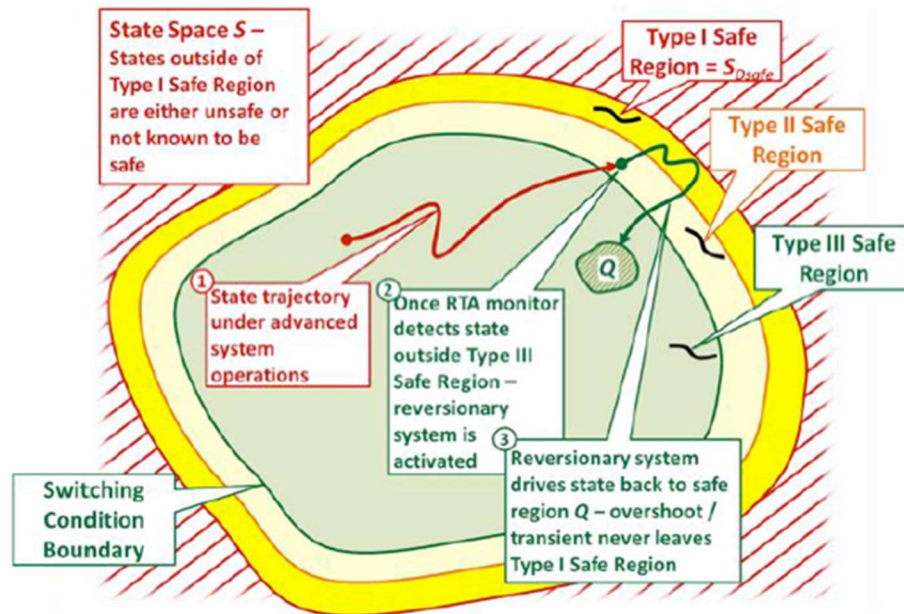 State Space S –
States outside of
Type I Safe Region
are either unsafe or
not known to be
safe
Type I Safe
Region = S_Dsafe
Type II Safe
Region
Type III Safe
Region
Q
1
State trajectory
under advanced
system
operations
2
Once RTA monitor
detects state
outside Type III
Safe Region –
reversionary
system is
activated
3
Reversionary system
drives state back to safe
region Q – overshoot /
transient never leaves
Type I Safe Region
Switching
Condition
Boundary